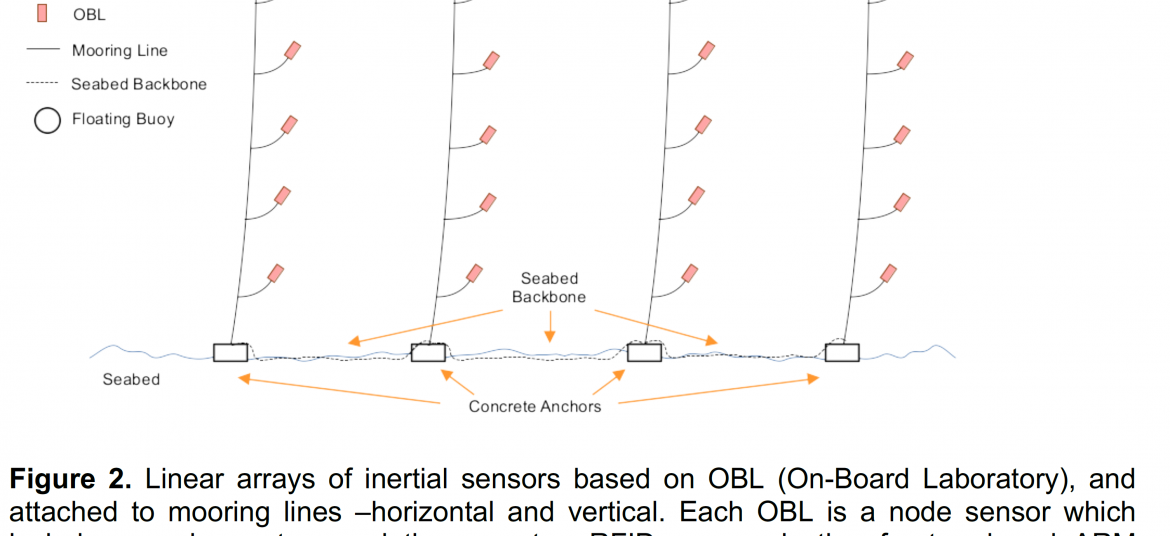 OBL
Mooring Line
Seabed Backbone
Floating Buoy
Seabed
Backbone
Seabed
Concrete Anchors
Figure 2. Linear arrays of inertial sensors based on OBL (On-Board Laboratory), and
attached to mooring lines –horizontal and vertical. Each OBL is a node sensor which